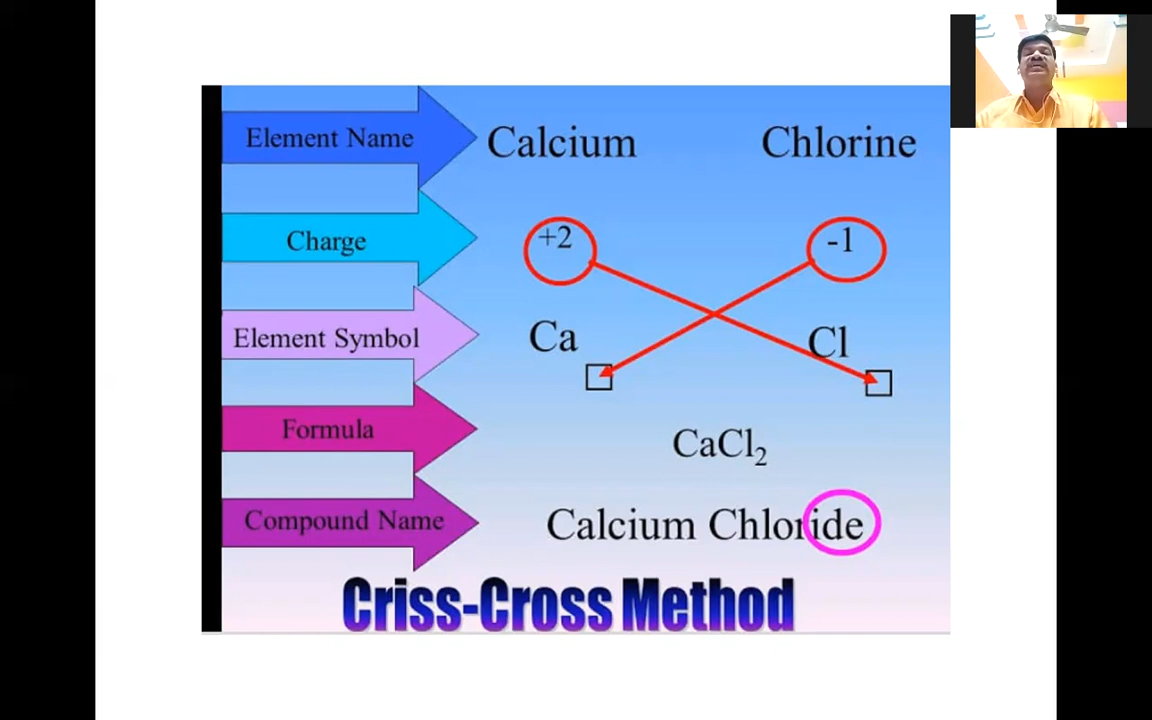 Element Name Calcium Chlorine
Charge +2 -1
Element Symbol Ca Cl
Formula CaCl₂
Compound Name Calcium Chloride
Criss-Cross Method